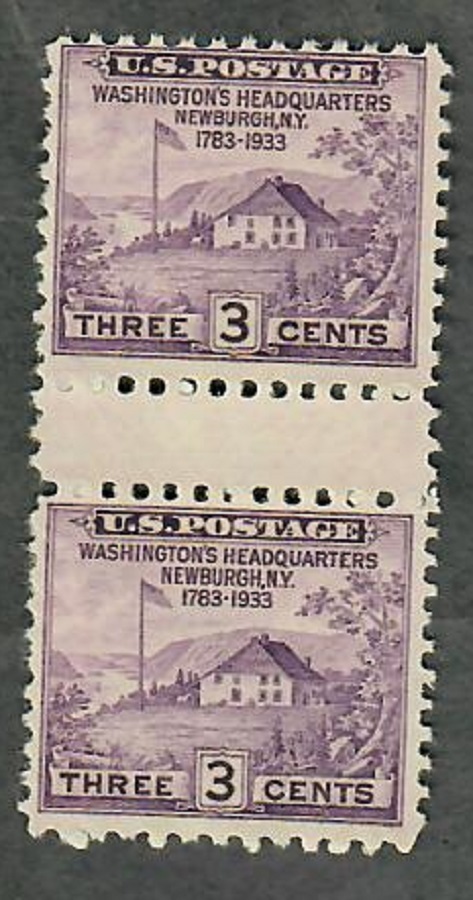 U.S. POSTAGE
WASHINGTON'S HEADQUARTERS
NEWBURGH, N.Y.
1783-1933
THREE 3 CENTS
U.S. POSTAGE
WASHINGTON'S HEADQUARTERS
NEWBURGH, N.Y.
1783-1933
THREE 3 CENTS